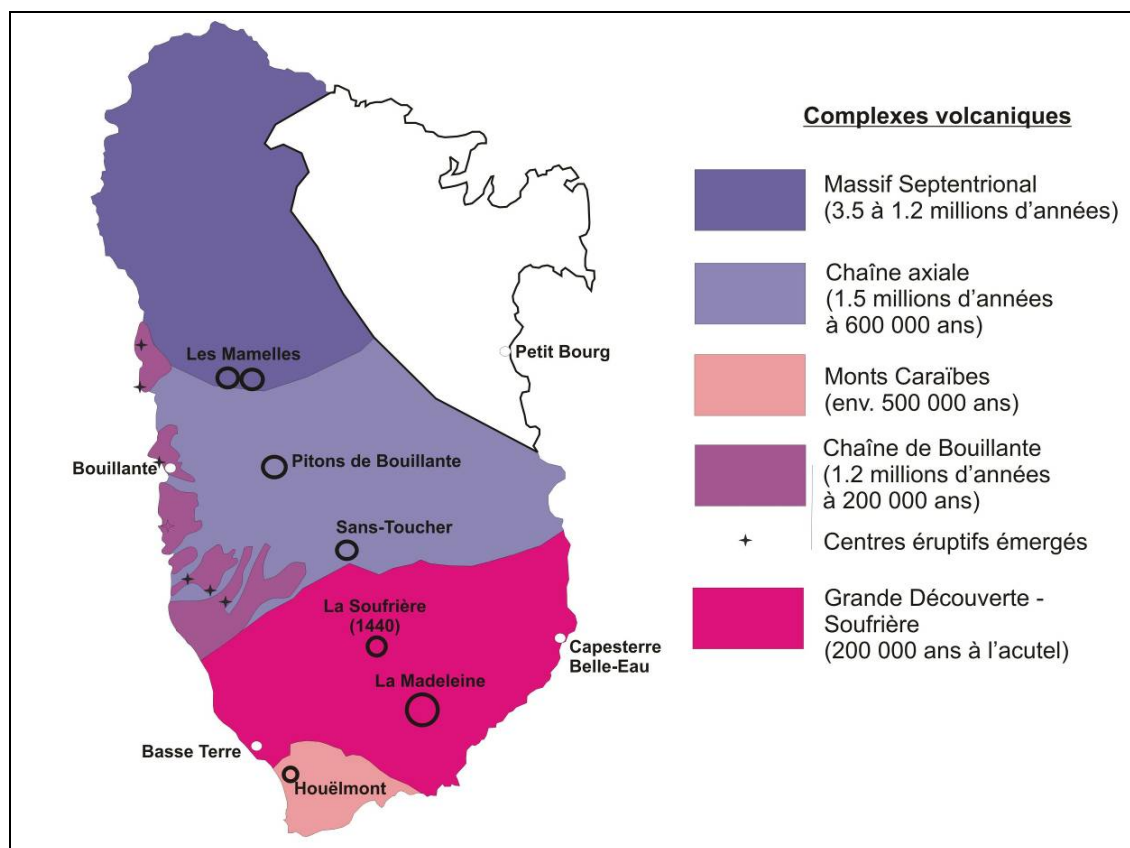 Complexes volcaniques
Massif Septentrional
(3.5 à 1.2 millions d'années)
Chaîne axiale
(1.5 millions d'années
à 600 000 ans)
Monts Caraïbes
(env. 500 000 ans)
Chaîne de Bouillante
(1.2 millions d'années
à 200 000 ans)
Centres éruptifs émergés
Grande Découverte -
Soufrière
(200 000 ans à l'acutel)
Les Mamelles
Petit Bourg
Bouillante
Pitons de Bouillante
Sans-Toucher
La Soufrière
(1440)
Capesterre
Belle-Eau
La Madeleine
Basse Terre
Houëlmont